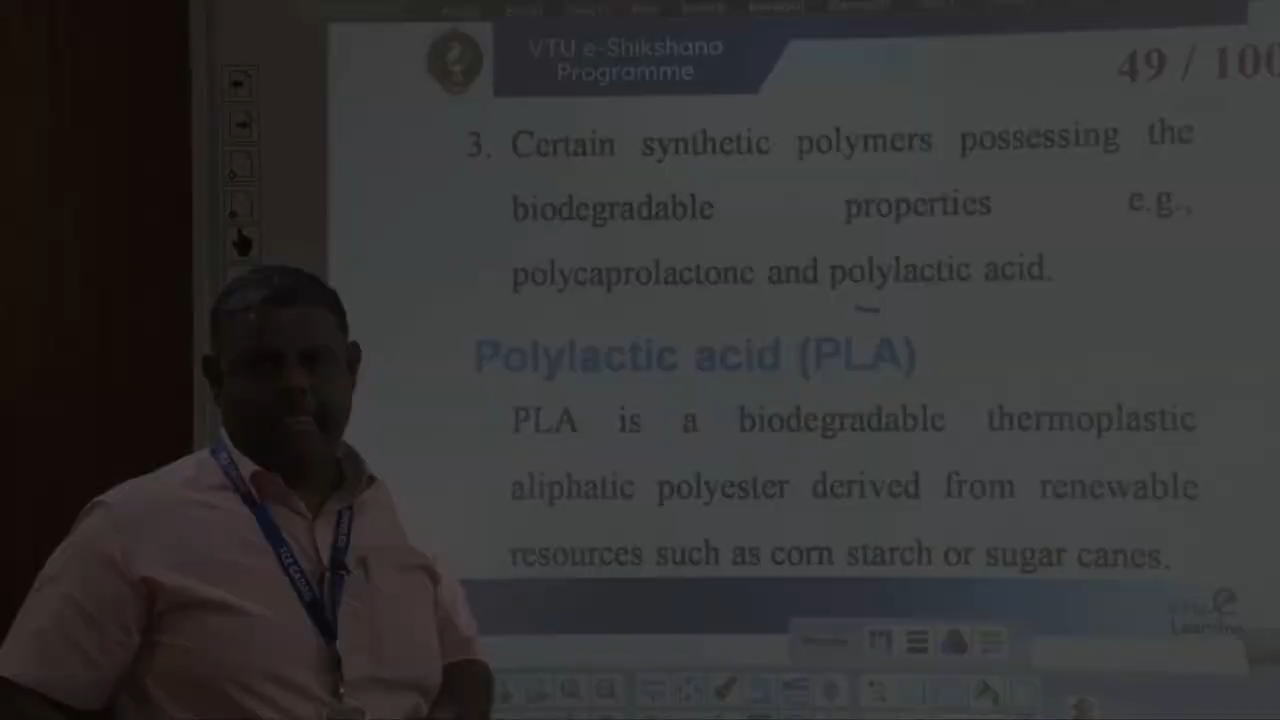 VTU e-Shikshana
Programme
49 / 100
3. Certain synthetic polymers possessing the
biodegradable properties e.g.,
polycaprolactone and polylactic acid.
Polylactic acid (PLA)
PLA is a biodegradable thermoplastic
aliphatic polyester derived from renewable
resources such as corn starch or sugar canes.
e
Learning